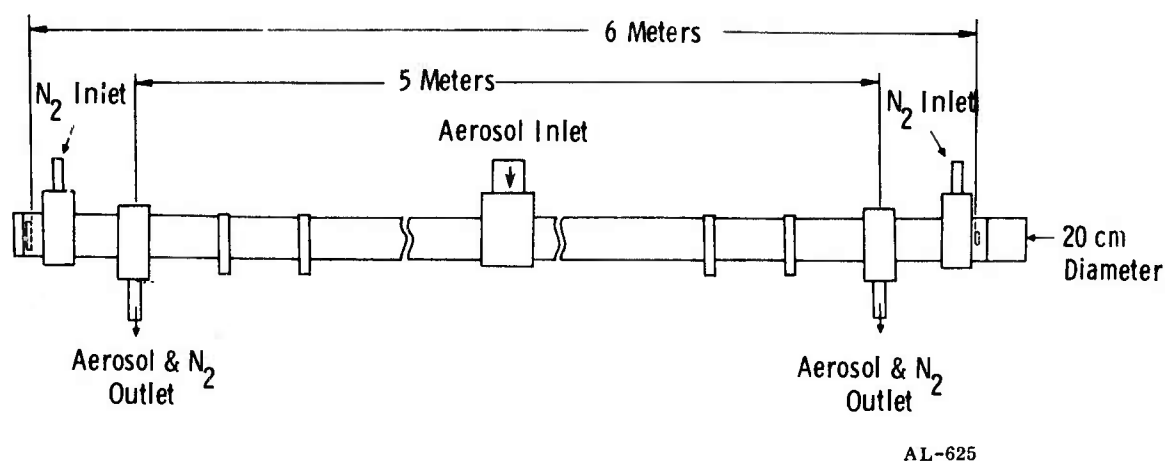 6 Meters
5 Meters
N2 Inlet
N2 Inlet
Aerosol Inlet
20 cm
Diameter
Aerosol & N2
Outlet
Aerosol & N2
Outlet
AL-625